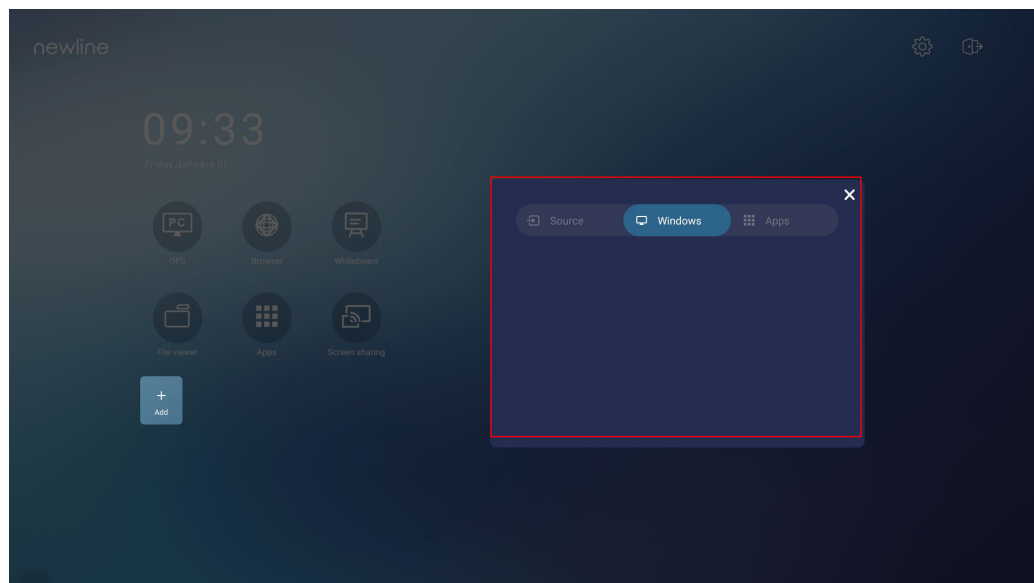 newline
09:33
Friday,January,01
Source
Windows
Apps
PC
OPS
Browser
Whiteboard
File viewer
Apps
Screen sharing
Add